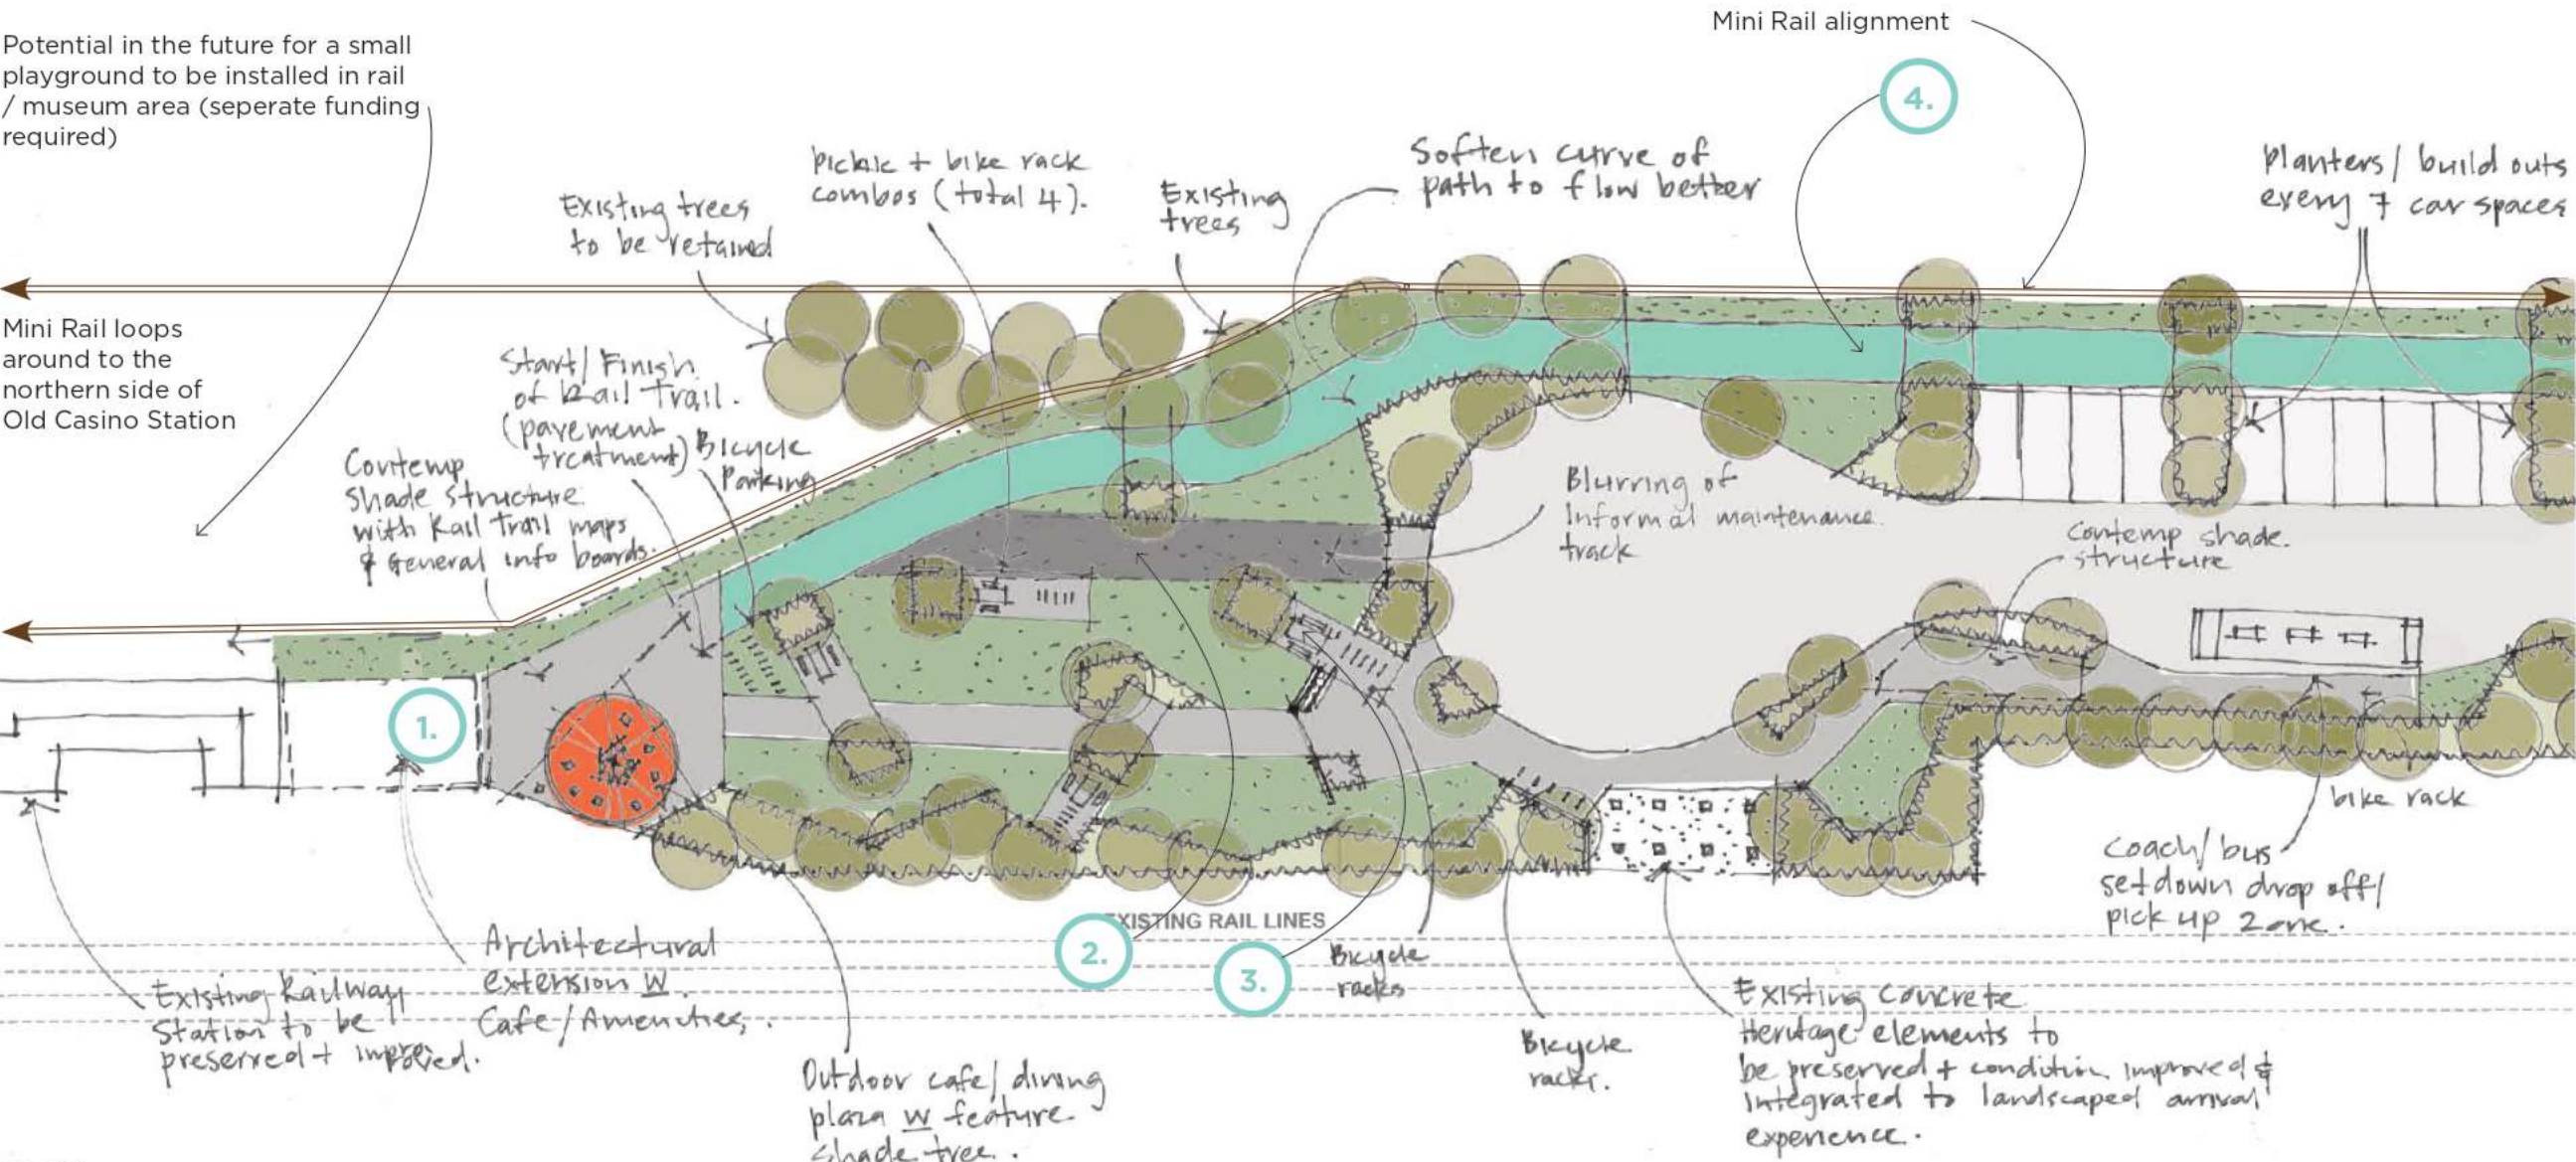 Potential in the future for a small
playground to be installed in rail
/ museum area (seperate funding
required)
Mini Rail alignment
4.
Existing trees
to be retained
picnic + bike rack
combos (total 4).
Existing
trees
Soften curve of
path to flow better
planters / build outs
every 7 car spaces
Mini Rail loops
around to the
northern side of
Old Casino Station
Start / Finish
of Rail Trail.
(pavement
treatment)
Bicycle
Parking
Contemp
shade structure
with Rail Trail maps
& General info boards.
Blurring of
Informal maintenance
track
Contemp shade
structure
1.
bike rack
Coach / bus
setdown drop off /
pick up zone.
EXISTING RAIL LINES
2.
3.
Bicycle
racks
Existing Railway
Station to be
preserved + improved.
Architectural
extension w
Cafe / Amenities.
Outdoor cafe / dining
plaza w feature
shade tree.
Bicycle
racks.
Existing Concrete
Heritage elements to
be preserved + condition improved &
Integrated to landscaped arrival
experience.